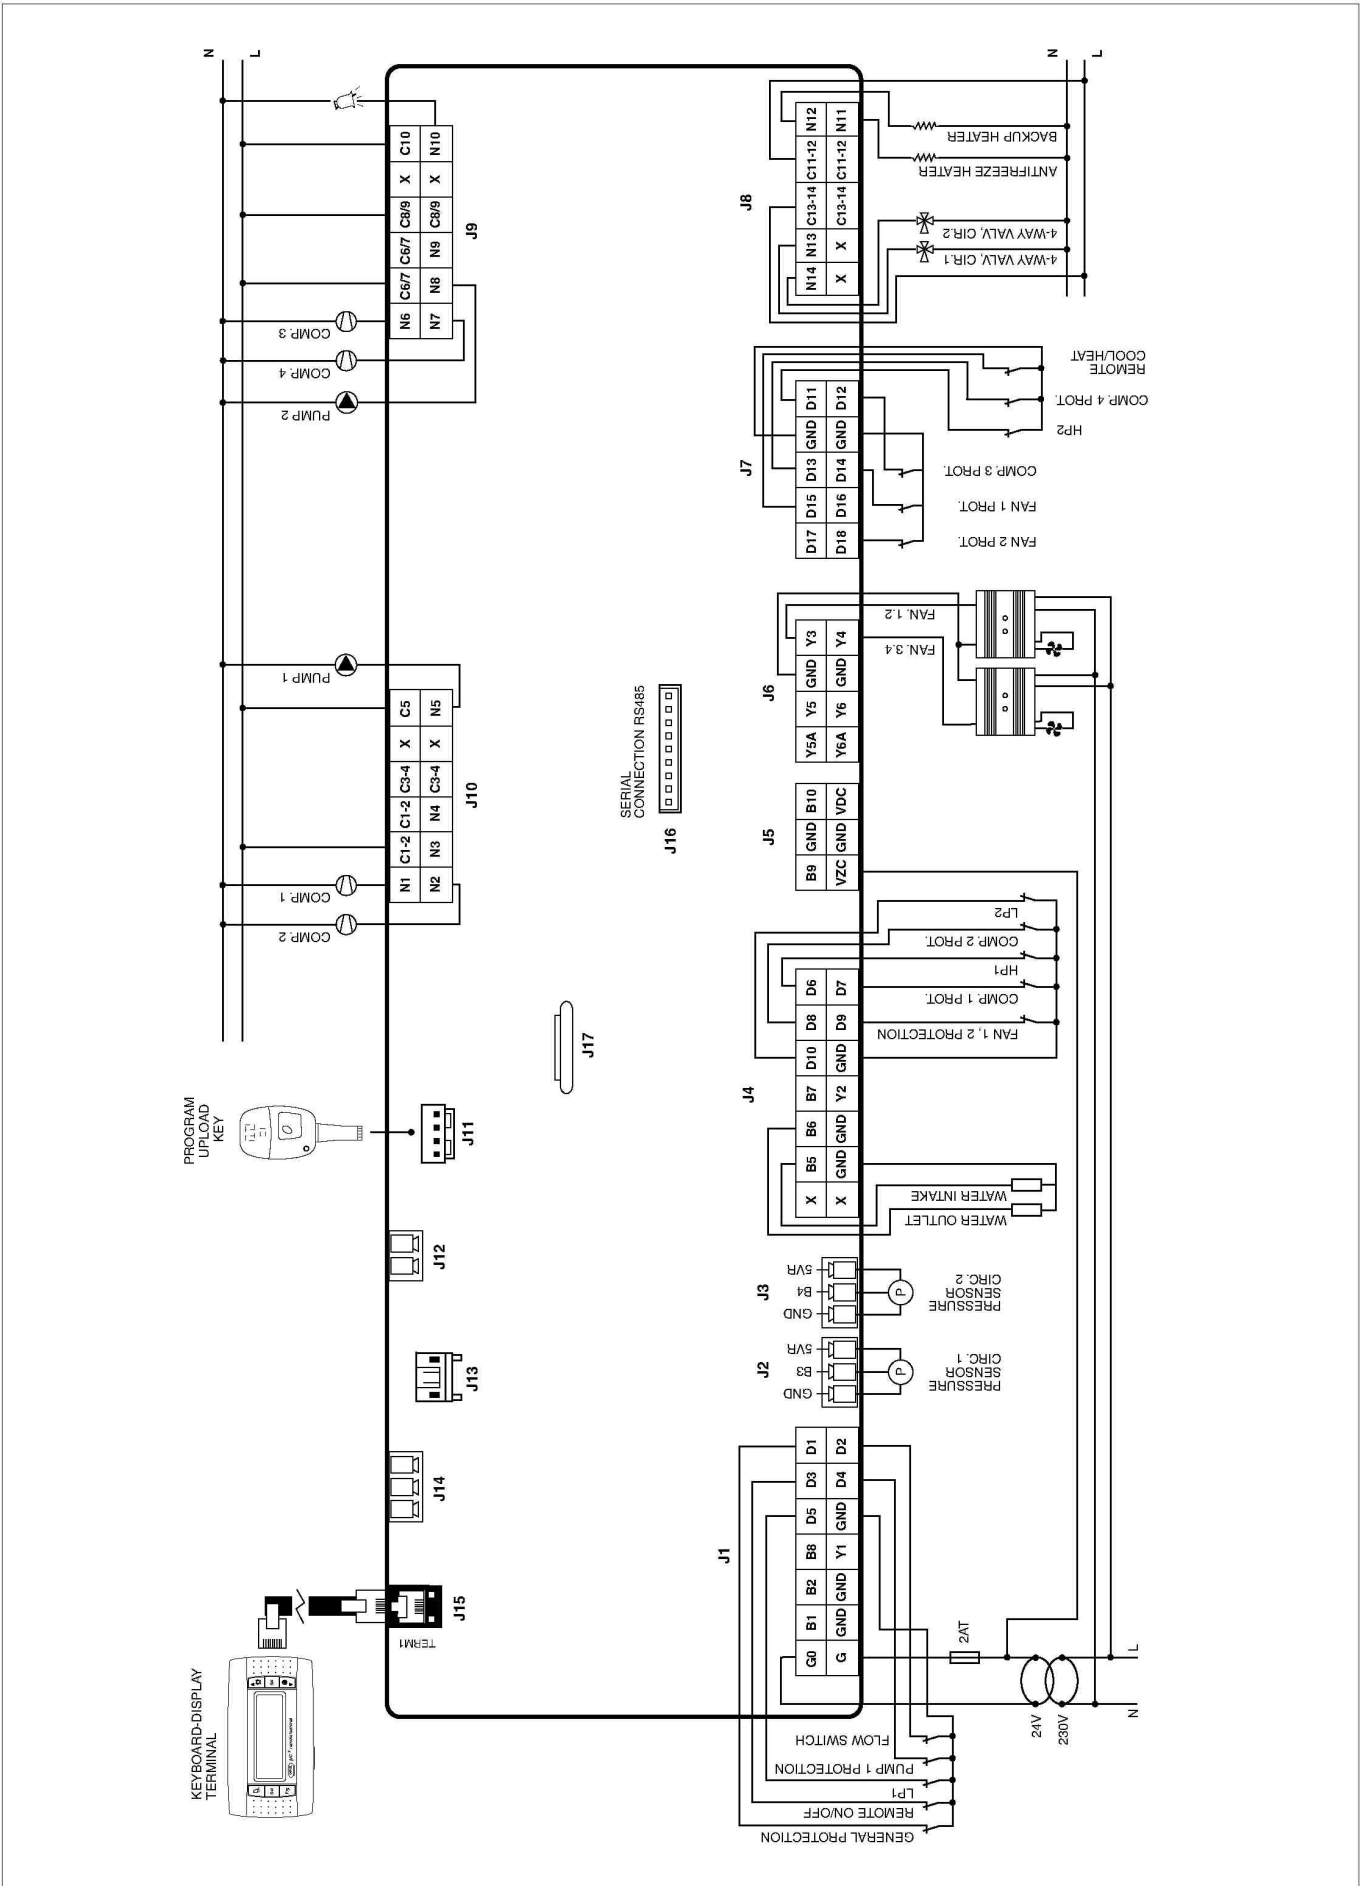 N
L
C10
N10
X
X
C8/9
C8/9
C6/7
N9
C6/7
N8
N6
N7
J9
COMP. 3
COMP. 4
PUMP 2
PUMP 1
C5
N5
X
X
C3-4
C3-4
C1-2
N4
C1-2
N3
N1
N2
J10
COMP. 1
COMP. 2
PROGRAM
UPLOAD
KEY
J11
J12
J13
J14
J15
TERM1
KEYBOARD-DISPLAY
TERMINAL
SERIAL
CONNECTION RS485
J16
J17
N
L
N12
N11
C11-12
C11-12
C13-14
C13-14
N13
X
N14
X
J8
BACKUP HEATER
ANTIFREEZE HEATER
4-WAY VALV, CIR.2
4-WAY VALV, CIR.1
D11
D12
GND
GND
D13
D14
D15
D16
D17
D18
J7
REMOTE
COOL/HEAT
COMP. 4 PROT.
HP2
COMP. 3 PROT.
FAN 1 PROT.
FAN 2 PROT.
Y3
Y4
GND
GND
Y5
Y6
Y5A
Y6A
J6
FAN. 1.2
FAN. 3.4
B10
VDC
GND
GND
B9
VZC
J5
D6
D7
D8
D9
D10
GND
B7
Y2
B6
GND
B5
GND
X
X
J4
LP2
COMP. 2 PROT.
HP1
COMP. 1 PROT.
FAN 1, 2 PROTECTION
WATER INTAKE
WATER OUTLET
J3
5VR
B4
GND
P
PRESSURE
SENSOR
CIRC. 2
J2
5VR
B3
GND
P
PRESSURE
SENSOR
CIRC. 1
D1
D2
D3
D4
D5
GND
B8
Y1
B2
GND
B1
GND
G0
G
J1
2AT
24V
230V
L
N
FLOW SWITCH
PUMP 1 PROTECTION
LP1
REMOTE ON/OFF
GENERAL PROTECTION